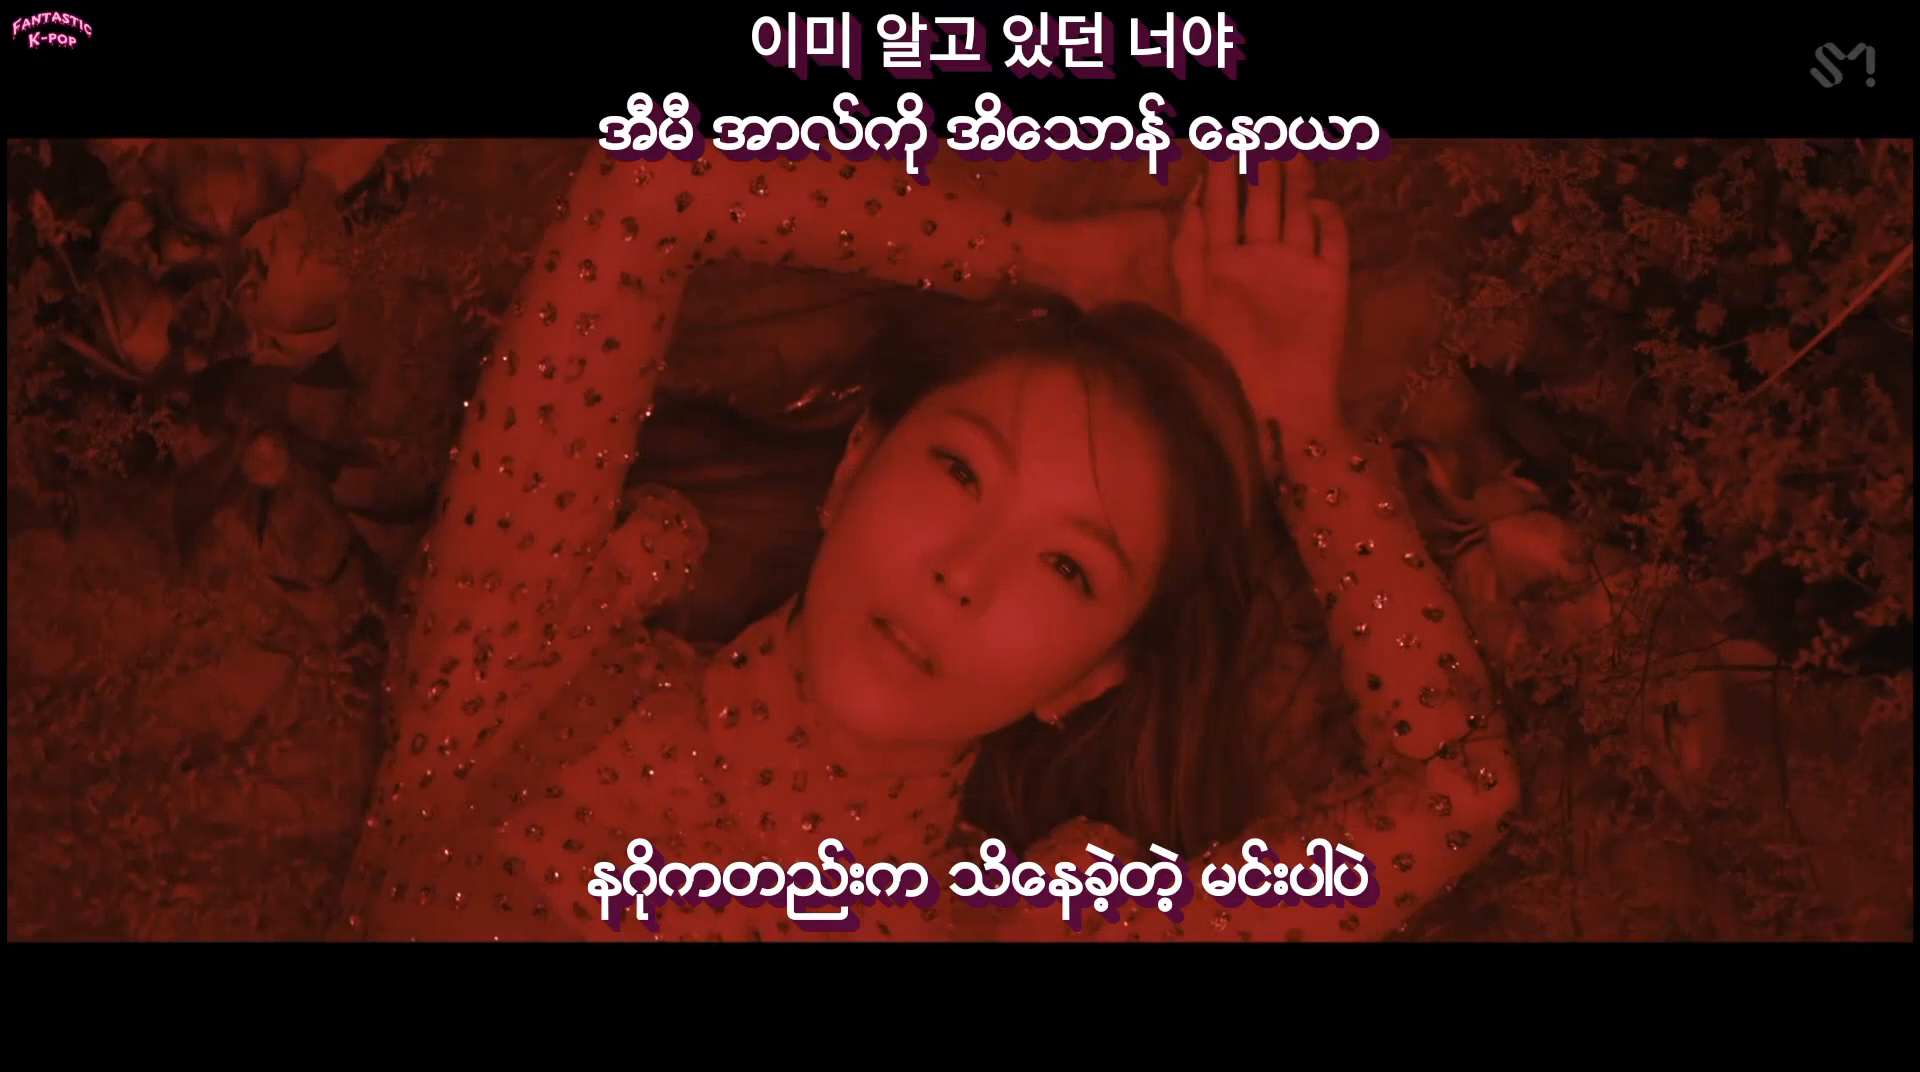 FANTASTIC
K-POP
이미 알고 있던 너야
SM!
အီမီ အာလ်ကို အိသောန် နောယာ
နဂိုကတည်းက သိနေခဲ့တဲ့ မင်းပါပဲ